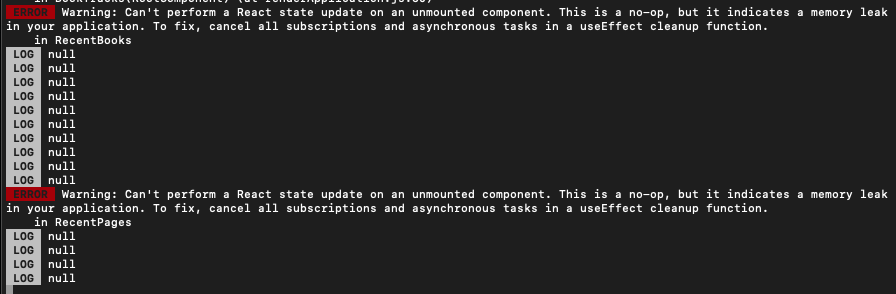 ERROR  Warning: Can't perform a React state update on an unmounted component. This is a no-op, but it indicates a memory leak
in your application. To fix, cancel all subscriptions and asynchronous tasks in a useEffect cleanup function.
    in RecentBooks
LOG  null
LOG  null
LOG  null
LOG  null
LOG  null
LOG  null
LOG  null
LOG  null
LOG  null
LOG  null
ERROR  Warning: Can't perform a React state update on an unmounted component. This is a no-op, but it indicates a memory leak
in your application. To fix, cancel all subscriptions and asynchronous tasks in a useEffect cleanup function.
    in RecentPages
LOG  null
LOG  null
LOG  null
LOG  null